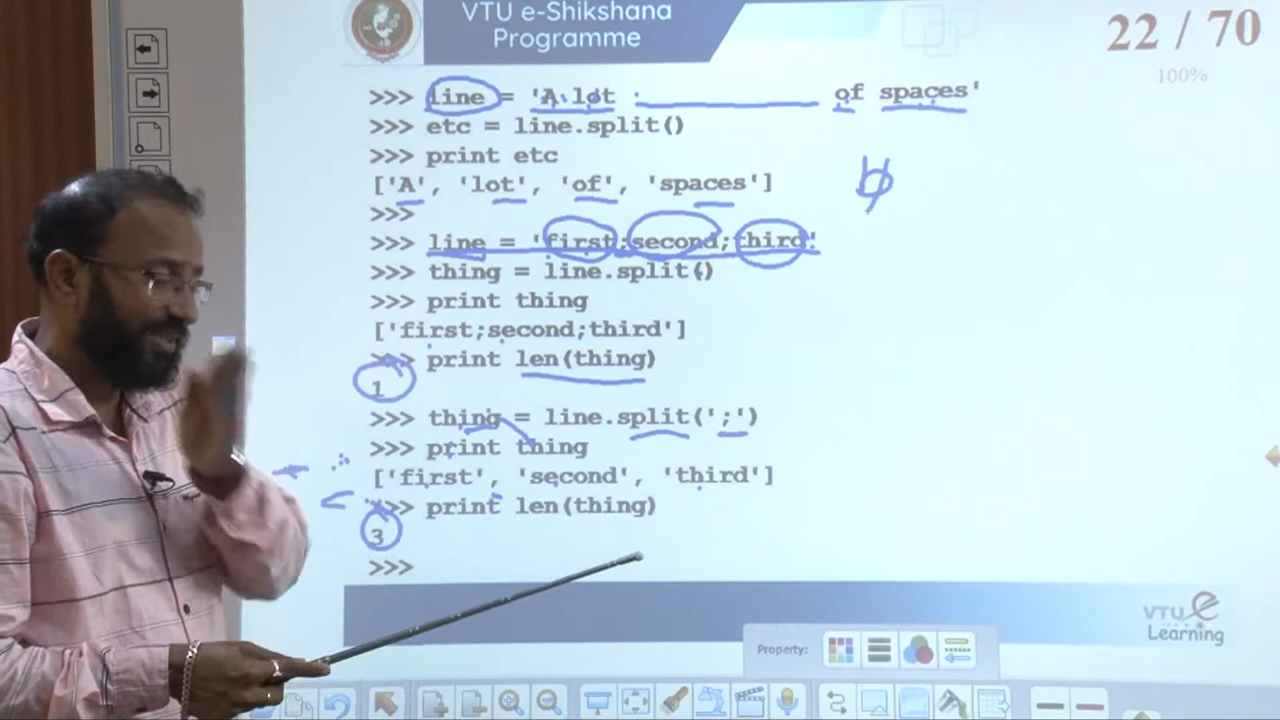 VTU e-Shikshana
Programme
22 / 70
100%
>>> line = 'A lot of spaces'
>>> etc = line.split()
>>> print etc
['A', 'lot', 'of', 'spaces']
>>>
>>> line = 'first;second;third'
>>> thing = line.split()
>>> print thing
['first;second;third']
>>> print len(thing)
1
>>> thing = line.split(';')
>>> print thing
['first', 'second', 'third']
>>> print len(thing)
3
>>>
VTU e
Learning
Property: